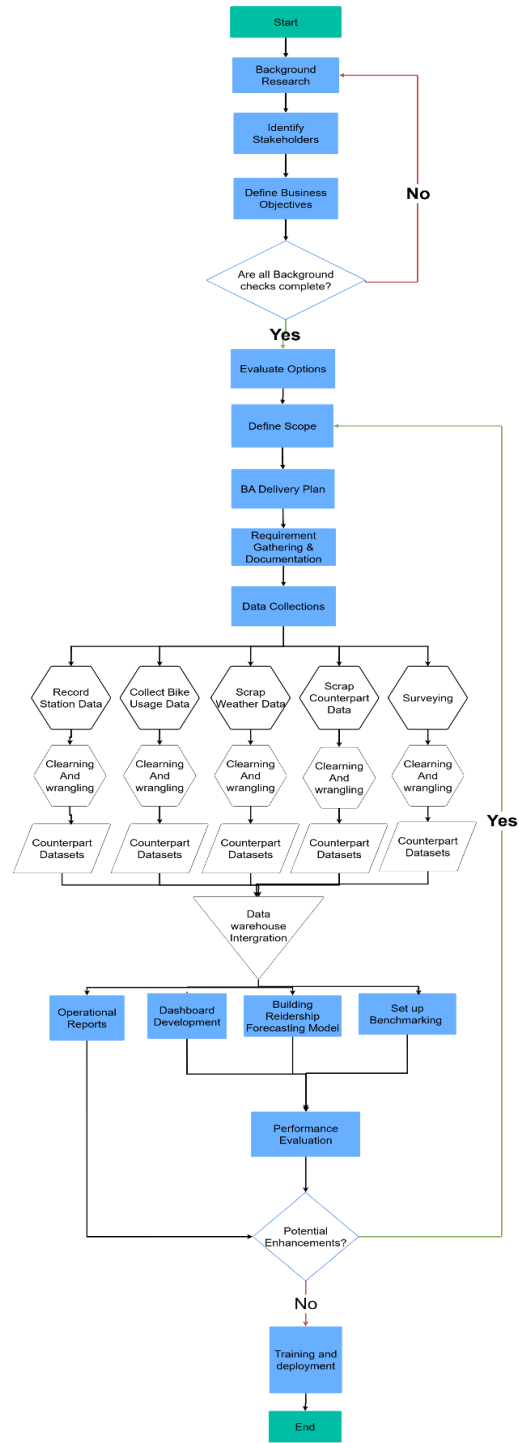 Start
Background
Research
Identify
Stakeholders
Define Business
Objectives
No
Are all Background
checks complete?
Yes
Evaluate Options
Define Scope
BA Delivery Plan
Requirement
Gathering &
Documentation
Data Collections
Record
Station Data
Collect Bike
Usage Data
Scrap
Weather Data
Scrap
Counterpart
Data
Surveying
Clearning
And
wrangling
Clearning
And
wrangling
Clearning
And
wrangling
Clearning
And
wrangling
Clearning
And
wrangling
Yes
Counterpart
Datasets
Counterpart
Datasets
Counterpart
Datasets
Counterpart
Datasets
Counterpart
Datasets
Data
warehouse
Intergration
Operational
Reports
Dashboard
Development
Building
Reidership
Forecasting Model
Set up
Benchmarking
Performance
Evaluation
Potential
Enhancements?
No
Training and
deployment
End